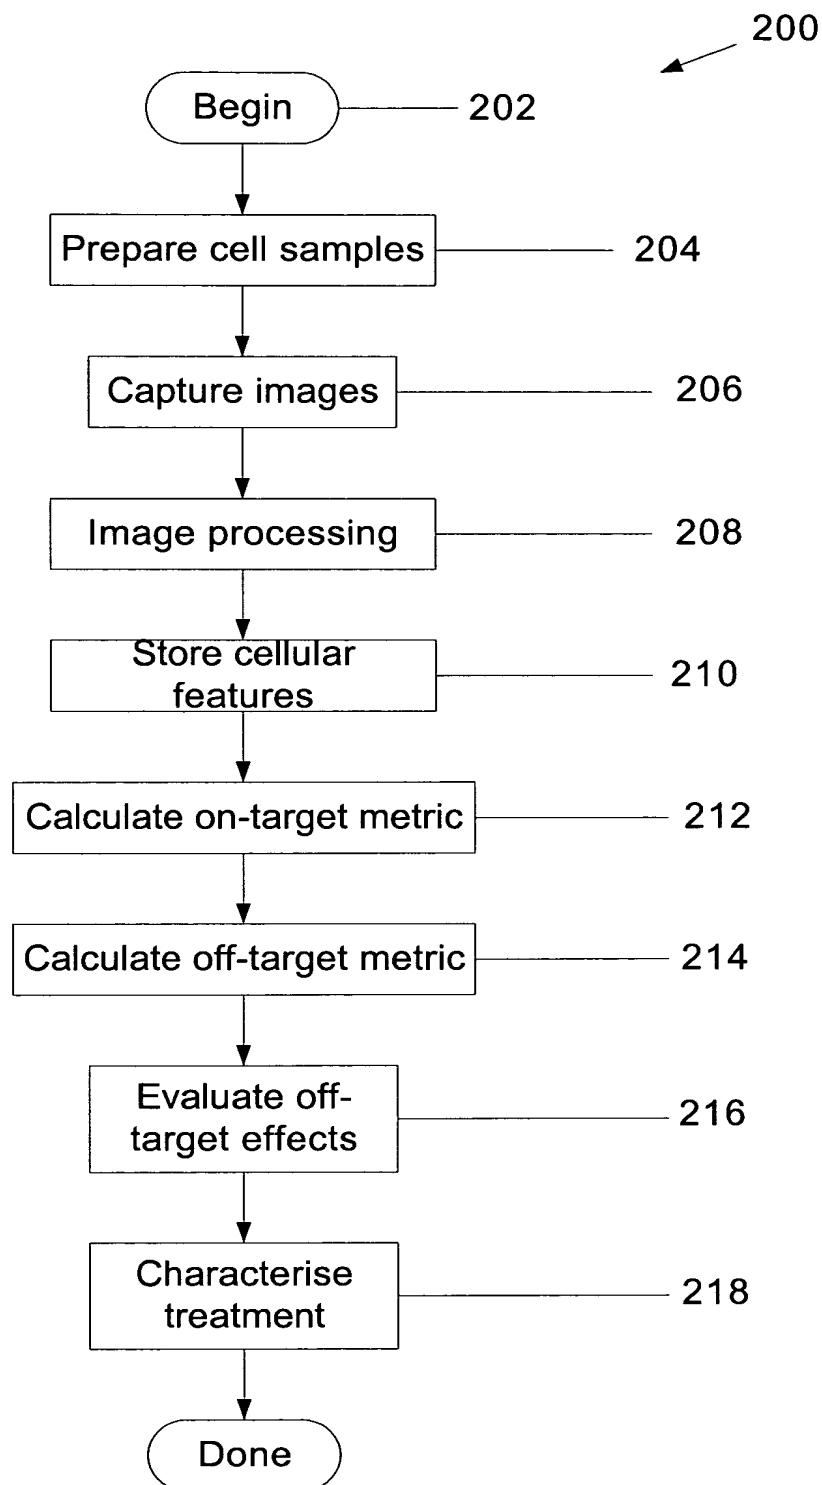 200
Begin 202
Prepare cell samples 204
Capture images 206
Image processing 208
Store cellular
features 210
Calculate on-target metric 212
Calculate off-target metric 214
Evaluate off-
target effects 216
Characterise
treatment 218
Done